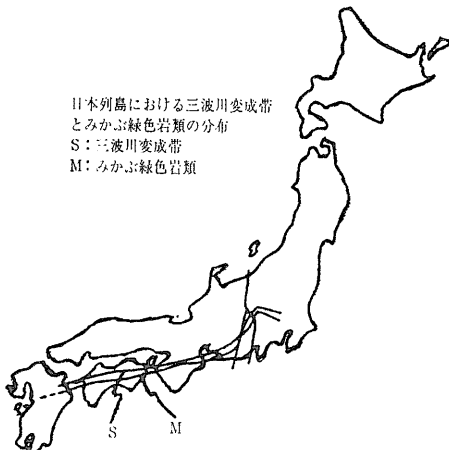 日本列島における三波川変成帯
とみかぶ緑色岩類の分布
S：三波川変成帯
M：みかぶ緑色岩類
S
M